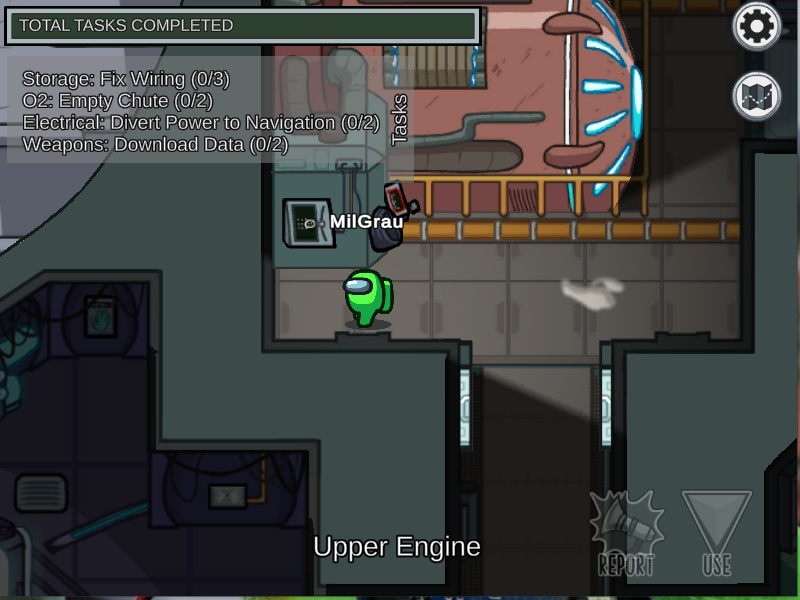 TOTAL TASKS COMPLETED
Storage: Fix Wiring (0/3)
O2: Empty Chute (0/2)
Electrical: Divert Power to Navigation (0/2)
Weapons: Download Data (0/2)
Tasks
MilGrau
Upper Engine
REPORT
USE